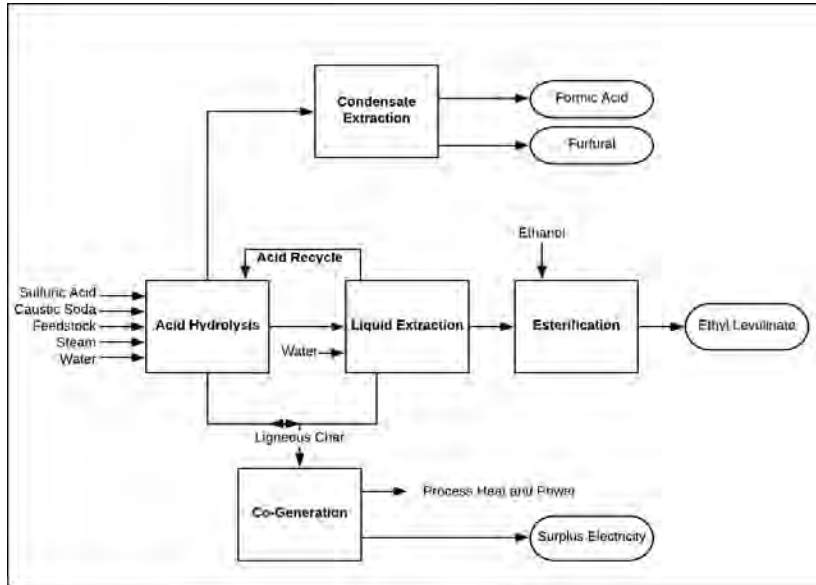 Condensate
Extraction
Formic Acid
Furfural
Ethanol
Acid Recycle
Sulfuric Acid
Caustic Soda
Feedstock
Steam
Water
Acid Hydrolysis
Water
Liquid Extraction
Esterification
Ethyl Levulinate
Ligneous Char
Co-Generation
Process Heat and Power
Surplus Electricity